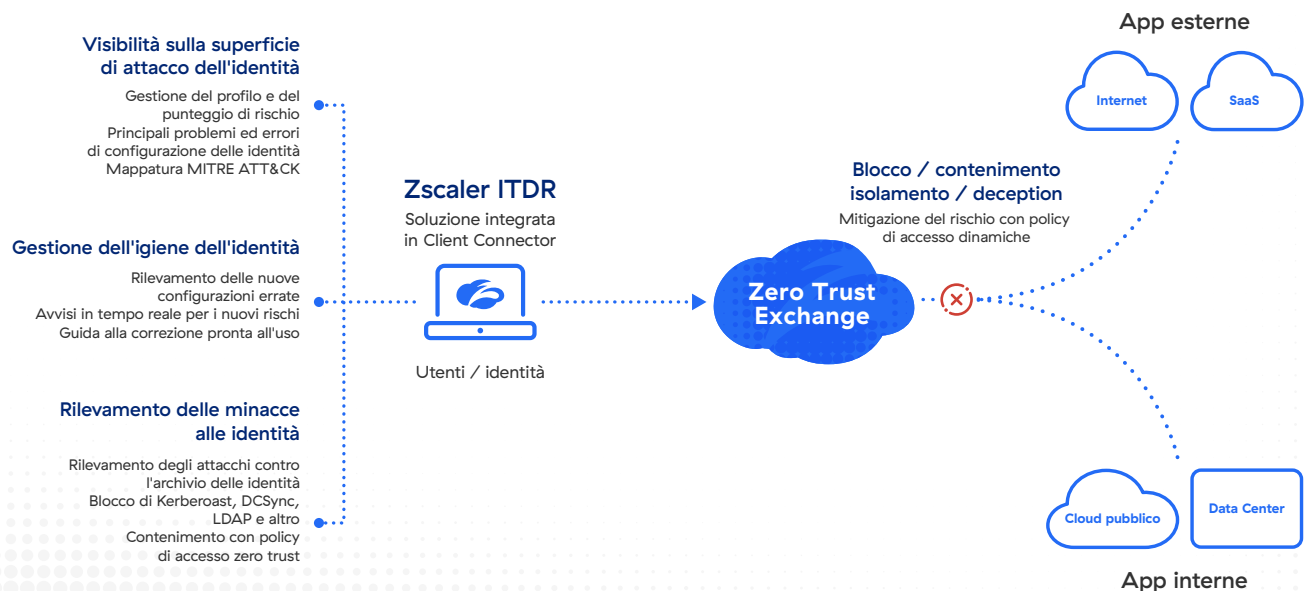 Visibilità sulla superficie
di attacco dell'identità
Gestione del profilo e del
punteggio di rischio
Principali problemi ed errori
di configurazione delle identità
Mappatura MITRE ATT&CK
Gestione dell'igiene dell'identità
Rilevamento delle nuove
configurazioni errate
Avvisi in tempo reale per i nuovi rischi
Guida alla correzione pronta all'uso
Rilevamento delle minacce
alle identità
Rilevamento degli attacchi contro
l'archivio delle identità
Blocco di Kerberoast, DCSync,
LDAP e altro
Contenimento con policy
di accesso zero trust
Zscaler ITDR
Soluzione integrata
in Client Connector
Utenti / identità
Zero Trust
Exchange
Blocco / contenimento
isolamento / deception
Mitigazione del rischio con policy
di accesso dinamiche
App esterne
Internet
SaaS
Cloud pubblico
Data Center
App interne